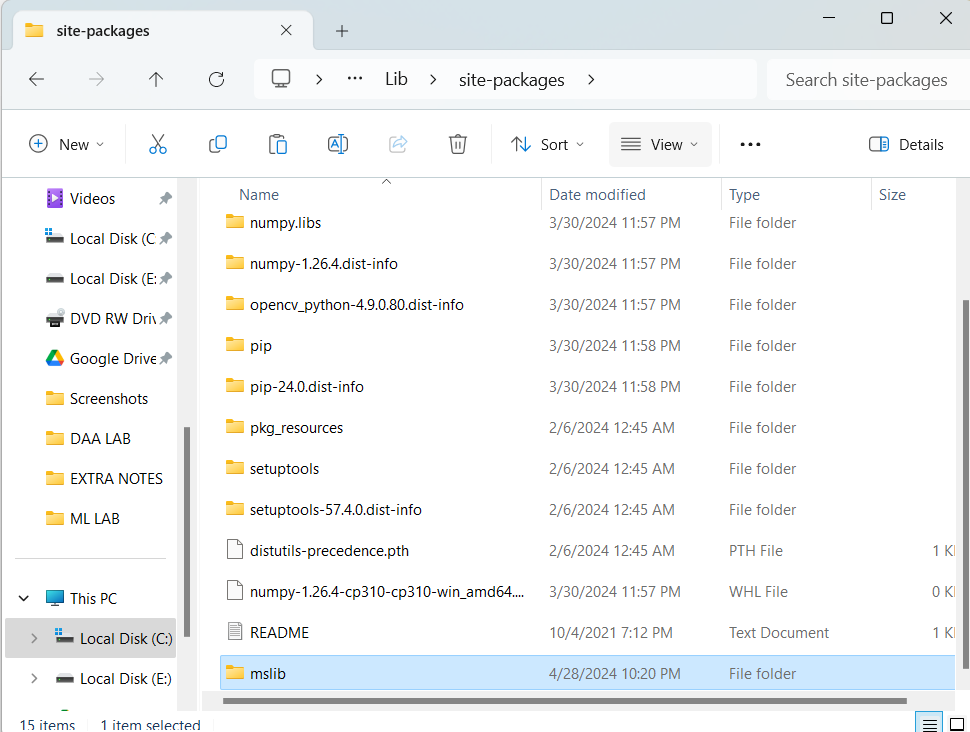 site-packages
Lib
site-packages
Search site-packages
New
Sort
View
Details
Name Date modified Type Size
Videos
Local Disk (C
Local Disk (E:
DVD RW Driv
Google Drive
Screenshots
DAA LAB
EXTRA NOTES
ML LAB
This PC
Local Disk (C:)
Local Disk (E:)
numpy.libs 3/30/2024 11:57 PM File folder
numpy-1.26.4.dist-info 3/30/2024 11:57 PM File folder
opencv_python-4.9.0.80.dist-info 3/30/2024 11:57 PM File folder
pip 3/30/2024 11:58 PM File folder
pip-24.0.dist-info 3/30/2024 11:58 PM File folder
pkg_resources 2/6/2024 12:45 AM File folder
setuptools 2/6/2024 12:45 AM File folder
setuptools-57.4.0.dist-info 2/6/2024 12:45 AM File folder
distutils-precedence.pth 2/6/2024 12:45 AM PTH File 1 K
numpy-1.26.4-cp310-cp310-win_amd64.... 3/30/2024 11:57 PM WHL File 0 K
README 10/4/2021 7:12 PM Text Document 1 K
mslib 4/28/2024 10:20 PM File folder
15 items 1 item selected